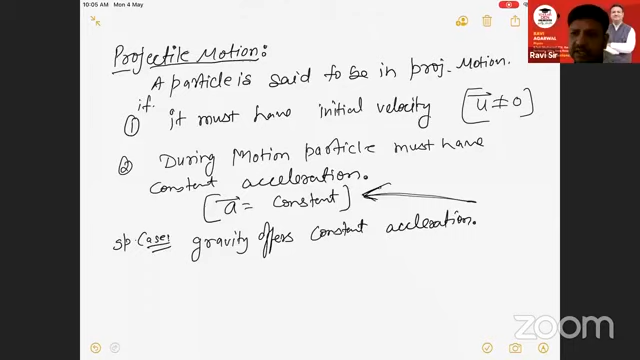 10:05 AM Mon 4 May
Projectile Motion:
A particle is said to be in proj. Motion.
if.
① it must have initial velocity [u⃗ ≠ 0]
② During Motion particle must have
constant acceleration.
[a⃗ = constant]
sp. Case: gravity offers constant accleration.
RAVI
AGARWAL
Ravi Sir
zoom